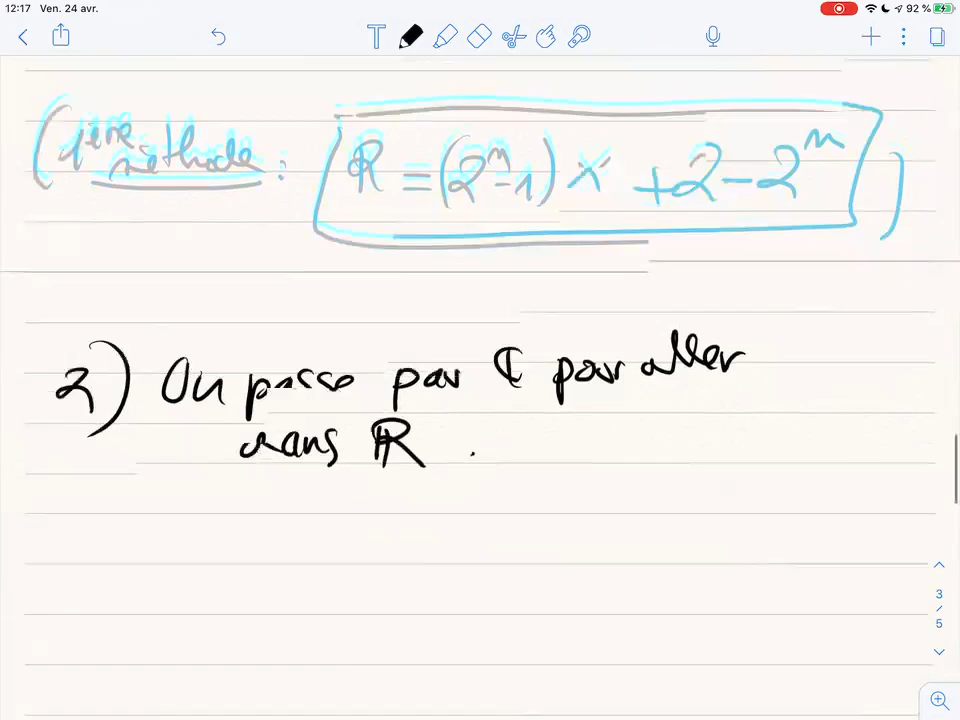 12:17 Ven. 24 avr.
92 %
T
(1ère méthode : R ≡ (2^n - 1) X + 2 - 2^n)
2) On passe par ℂ pour aller
dans ℝ.
3
/
5